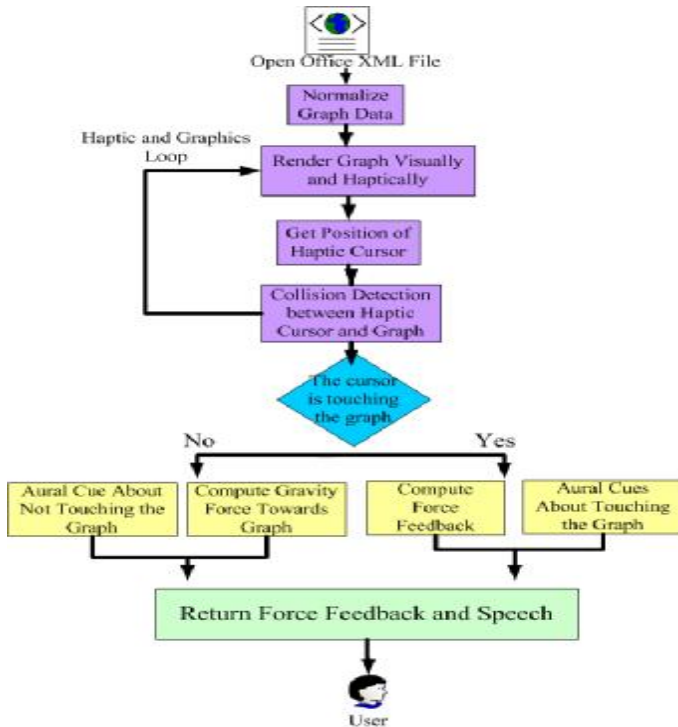 Open Office XML File
Normalize
Graph Data
Haptic and Graphics
Loop
Render Graph Visually
and Haptically
Get Position of
Haptic Cursor
Collision Detection
between Haptic
Cursor and Graph
The cursor
is touching
the graph
No
Yes
Aural Cue About
Not Touching the
Graph
Compute Gravity
Force Towards
Graph
Compute
Force
Feedback
Aural Cues
About Touching
the Graph
Return Force Feedback and Speech
User